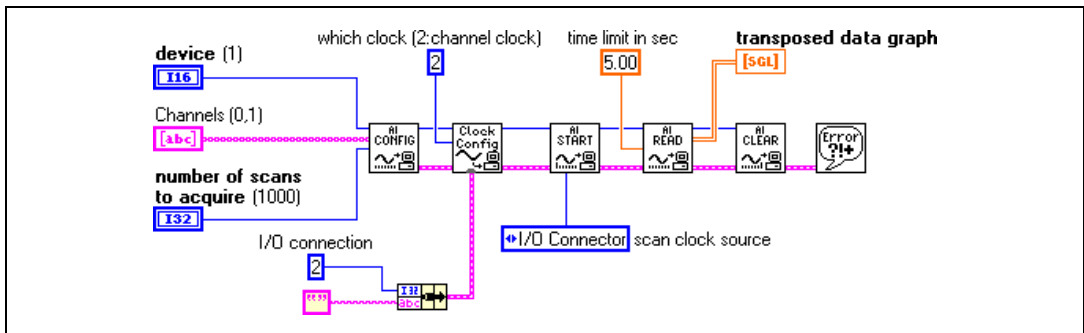 which clock (2:channel clock)
time limit in sec
transposed data graph
device (1)
2
5.00
[SGL]
I16
Channels (0,1)
[abc]
AI CONFIG
Clock Config
AI START
AI READ
AI CLEAR
Error ?!+
number of scans
to acquire (1000)
I32
I/O connection
I/O Connector scan clock source
2
I32
abc
""